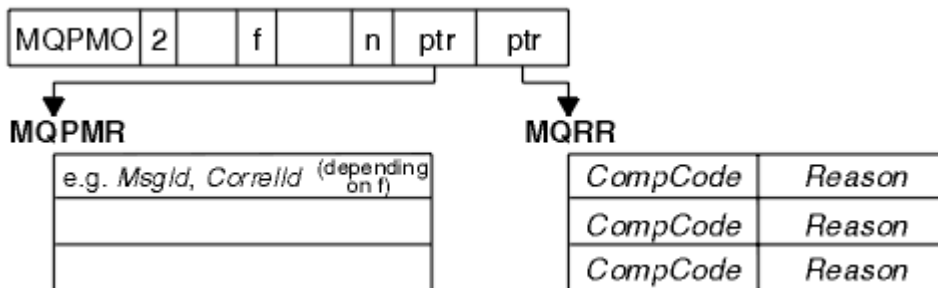 MQPMO 2 f n ptr ptr
MQPMR MQRR
e.g. MsgId, CorrelId (depending on f) CompCode Reason
CompCode Reason
CompCode Reason